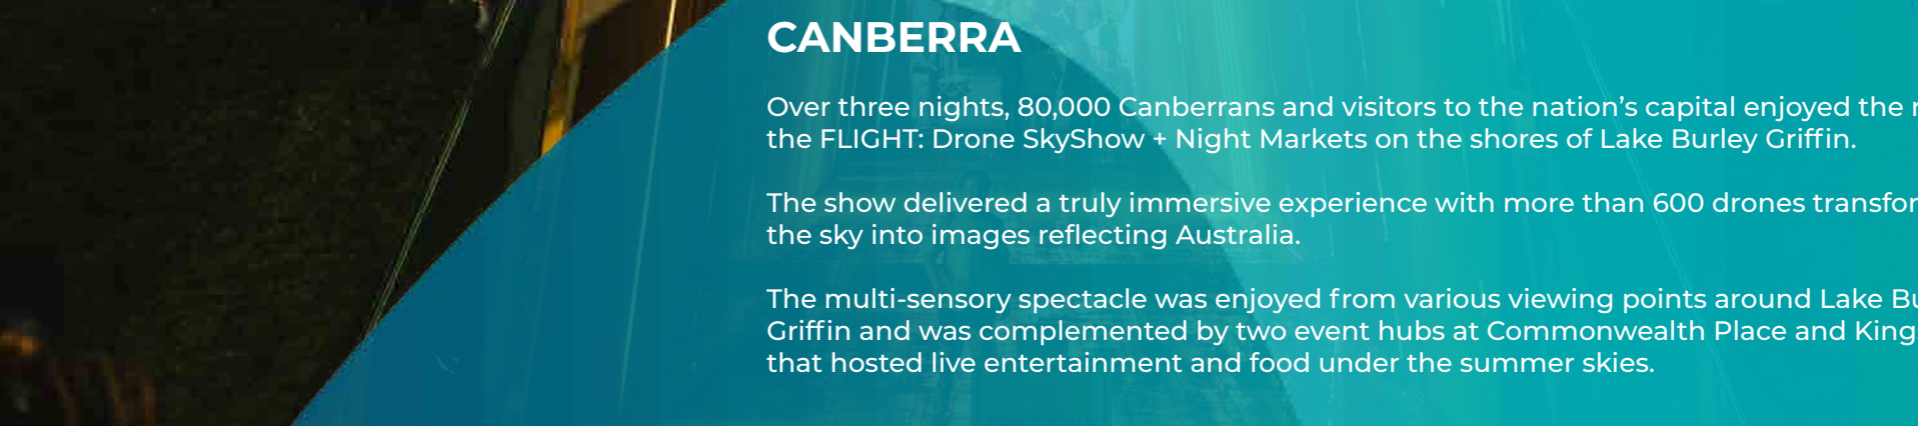 CANBERRA
Over three nights, 80,000 Canberrans and visitors to the nation’s capital enjoyed the
the FLIGHT: Drone SkyShow + Night Markets on the shores of Lake Burley Griffin.
The show delivered a truly immersive experience with more than 600 drones
the sky into images reflecting Australia.
The multi-sensory spectacle was enjoyed from various viewing points around Lake
Griffin and was complemented by two event hubs at Commonwealth Place and
that hosted live entertainment and food under the summer skies.